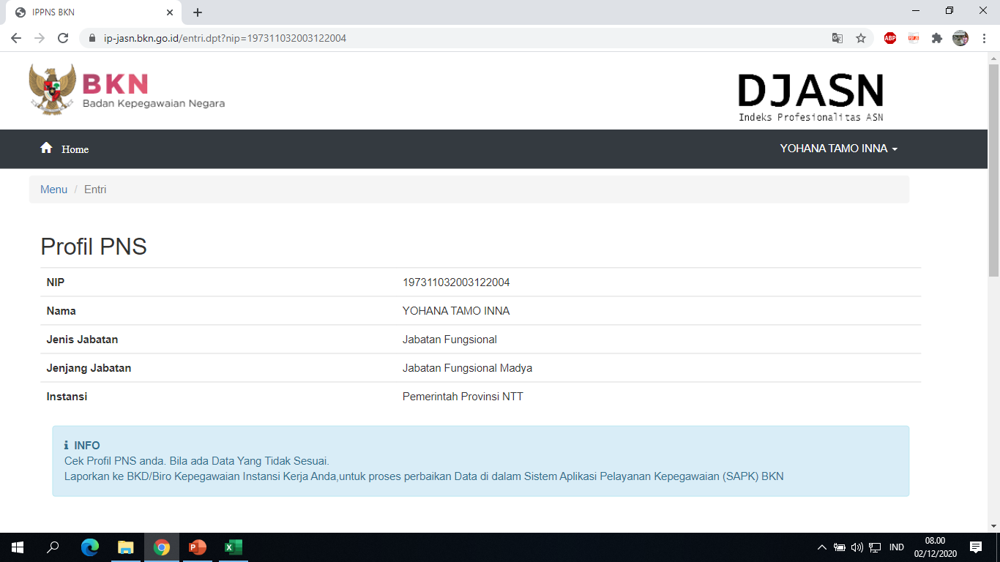 IPPNS BKN
ip-jasn.bkn.go.id/entri.dpt?nip=197311032003122004
ABP
BKN
Badan Kepegawaian Negara
DJASN
Indeks Profesionalitas ASN
Home
YOHANA TAMO INNA
Menu / Entri
Profil PNS
NIP 197311032003122004
Nama YOHANA TAMO INNA
Jenis Jabatan Jabatan Fungsional
Jenjang Jabatan Jabatan Fungsional Madya
Instansi Pemerintah Provinsi NTT
INFO
Cek Profil PNS anda. Bila ada Data Yang Tidak Sesuai.
Laporkan ke BKD/Biro Kepegawaian Instansi Kerja Anda,untuk proses perbaikan Data di dalam Sistem Aplikasi Pelayanan Kepegawaian (SAPK) BKN
IND
08.00
02/12/2020